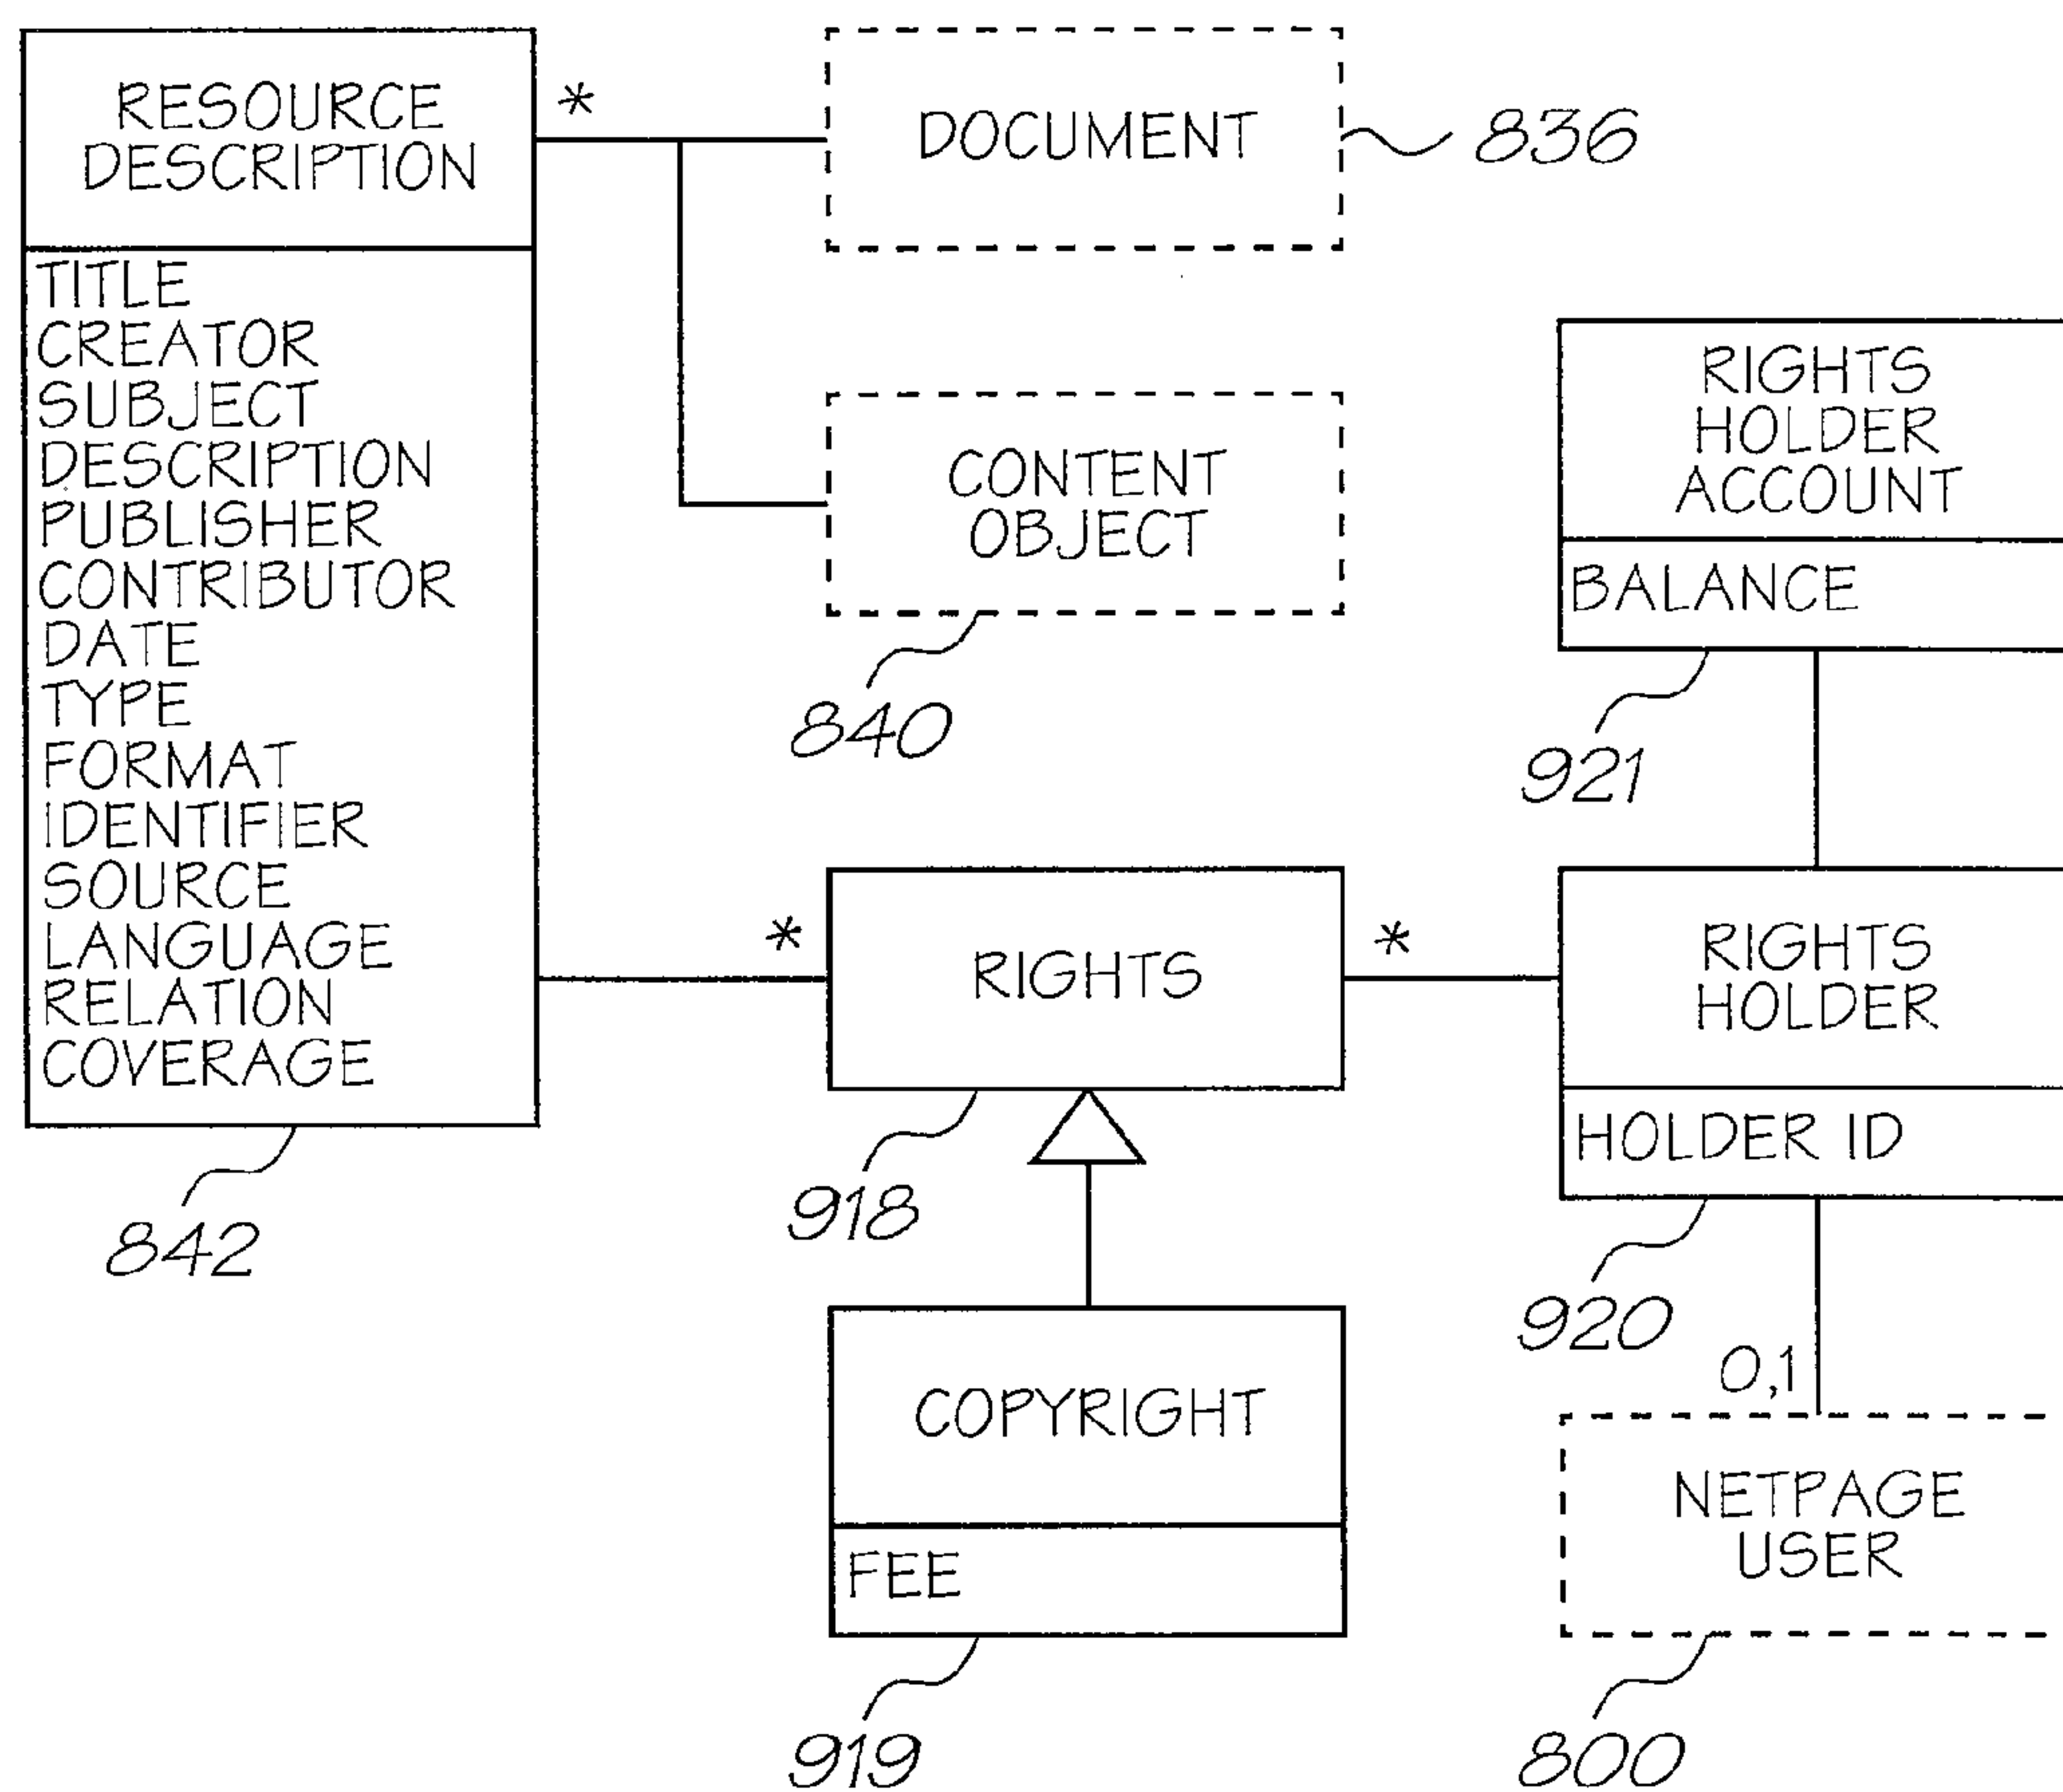 RESOURCE
DESCRIPTION
TITLE
CREATOR
SUBJECT
DESCRIPTION
PUBLISHER
CONTRIBUTOR
DATE
TYPE
FORMAT
IDENTIFIER
SOURCE
LANGUAGE
RELATION
COVERAGE
842
*
DOCUMENT
836
CONTENT
OBJECT
840
*
RIGHTS
918
*
COPYRIGHT
FEE
919
RIGHTS
HOLDER
ACCOUNT
BALANCE
921
RIGHTS
HOLDER
HOLDER ID
920
0,1
NETPAGE
USER
800